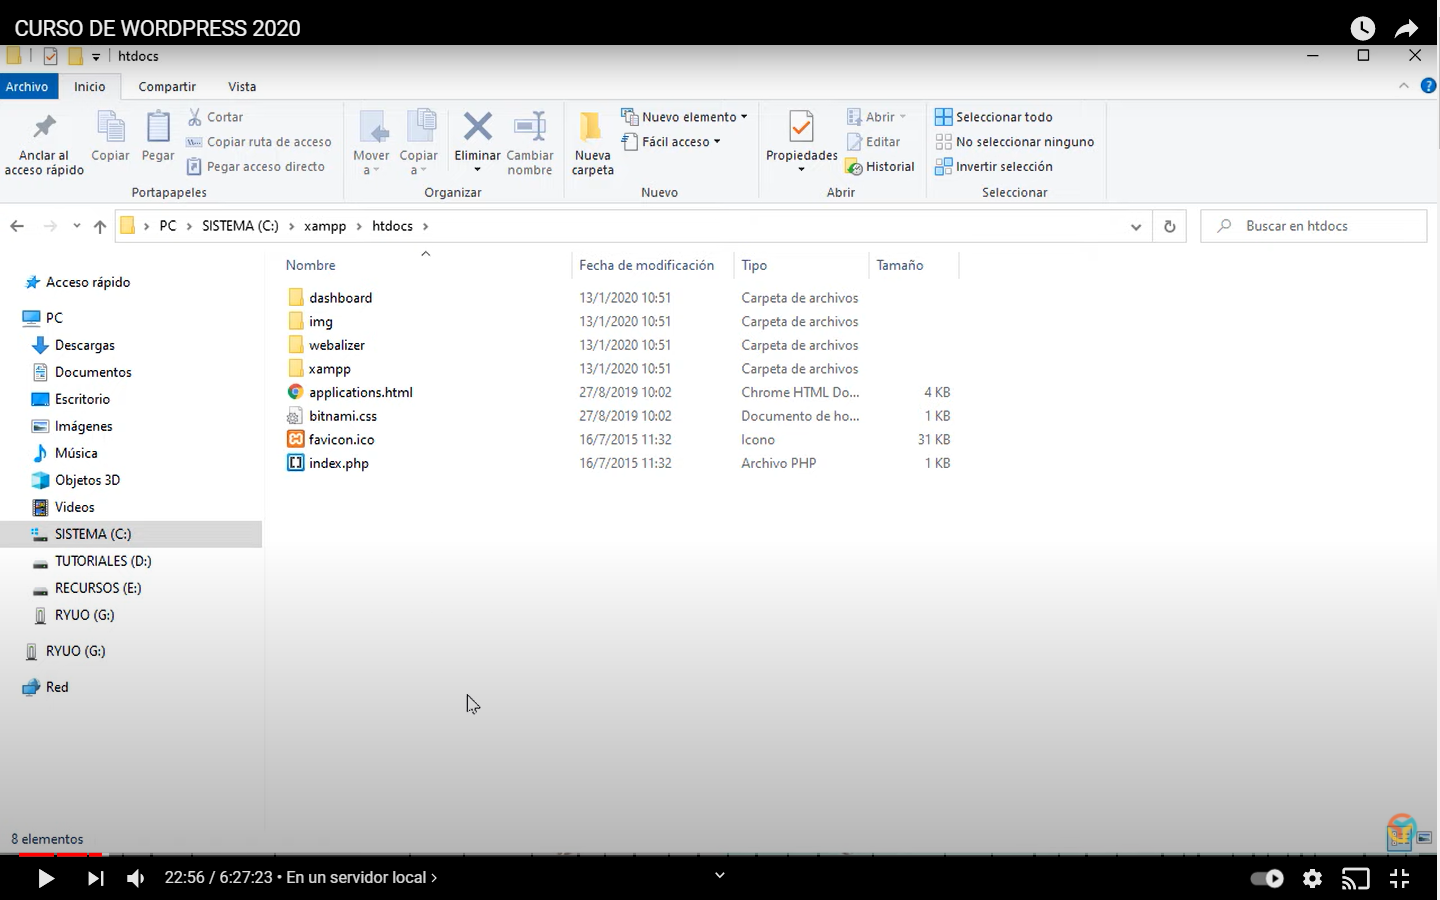 CURSO DE WORDPRESS 2020
htdocs
Archivo Inicio Compartir Vista
Anclar al acceso rápido
Copiar
Pegar
Cortar
Copiar ruta de acceso
Pegar acceso directo
Portapapeles
Mover a
Copiar a
Eliminar
Cambiar nombre
Organizar
Nueva carpeta
Nuevo elemento
Fácil acceso
Nuevo
Propiedades
Abrir
Editar
Historial
Abrir
Seleccionar todo
No seleccionar ninguno
Invertir selección
Seleccionar
PC > SISTEMA (C:) > xampp > htdocs >
Buscar en htdocs
Acceso rápido
PC
Descargas
Documentos
Escritorio
Imágenes
Música
Objetos 3D
Videos
SISTEMA (C:)
TUTORIALES (D:)
RECURSOS (E:)
RYUO (G:)
RYUO (G:)
Red
Nombre Fecha de modificación Tipo Tamaño
dashboard 13/1/2020 10:51 Carpeta de archivos
img 13/1/2020 10:51 Carpeta de archivos
webalizer 13/1/2020 10:51 Carpeta de archivos
xampp 13/1/2020 10:51 Carpeta de archivos
applications.html 27/8/2019 10:02 Chrome HTML Do... 4 KB
bitnami.css 27/8/2019 10:02 Documento de ho... 1 KB
favicon.ico 16/7/2015 11:32 Icono 31 KB
index.php 16/7/2015 11:32 Archivo PHP 1 KB
8 elementos
22:56 / 6:27:23 • En un servidor local >